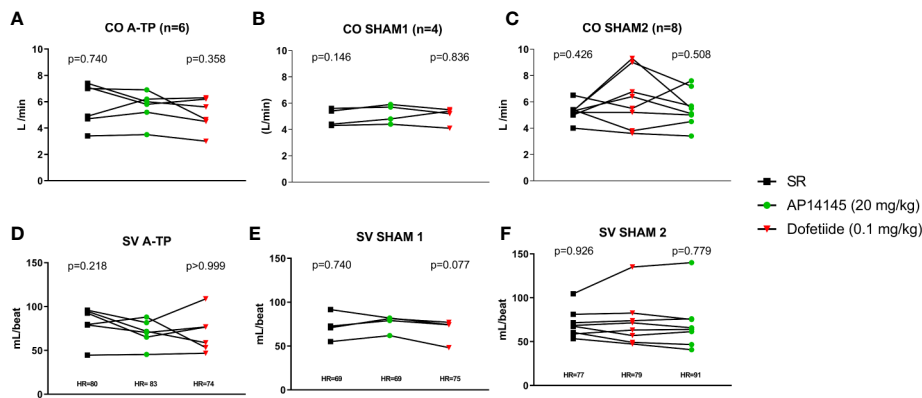 A
CO A-TP (n=6)
p=0.740
p=0.358
10
8
6
4
2
0
L /min
B
CO SHAM1 (n=4)
p=0.146
p=0.836
10
8
6
4
2
0
(L/min)
C
CO SHAM2 (n=8)
p=0.426
p=0.508
10
8
6
4
2
0
L /min
SR
AP14145 (20 mg/kg)
Dofetiide (0.1 mg/kg)
D
SV A-TP
p=0.218
p>0.999
150
100
50
0
mL/beat
HR=80
HR= 83
HR=74
E
SV SHAM 1
p=0.740
p=0.077
150
100
50
0
mL/beat
HR=69
HR=69
HR=75
F
SV SHAM 2
p=0.926
p=0.779
150
100
50
0
mL/beat
HR=77
HR=79
HR=91